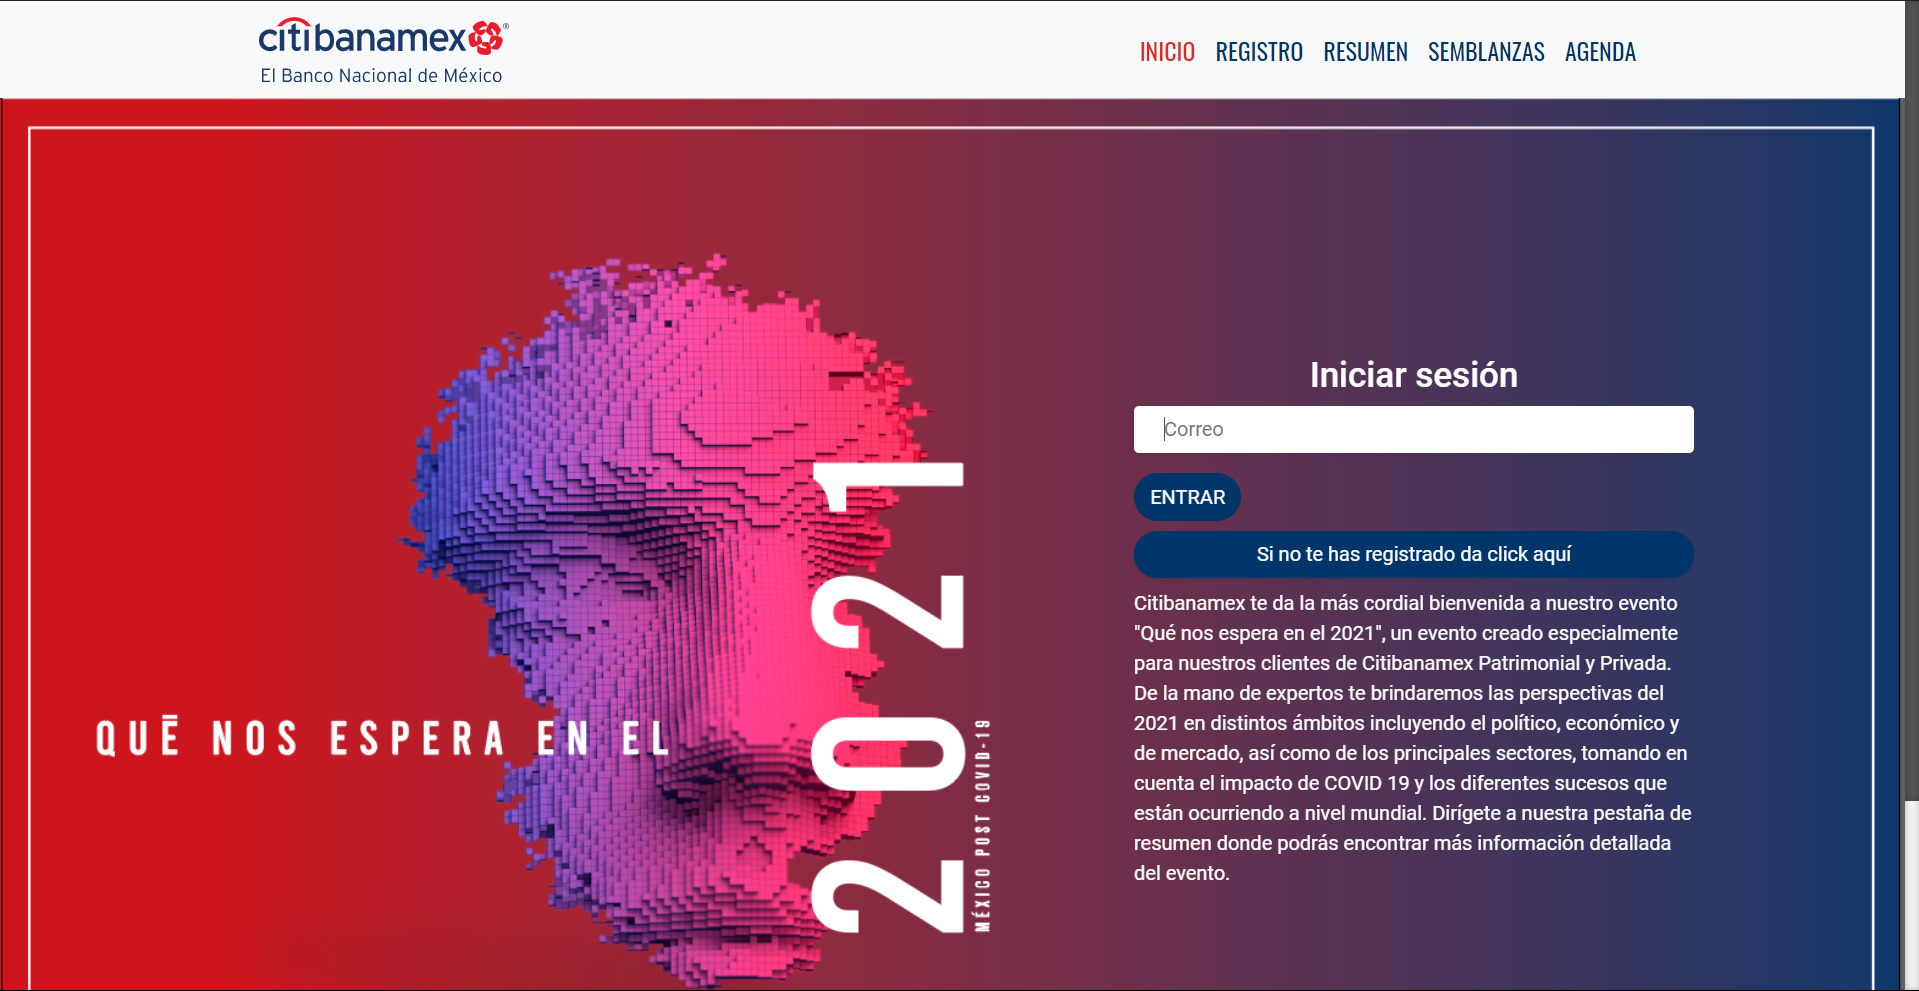 citibanamex®
El Banco Nacional de México
INICIO REGISTRO RESUMEN SEMBLANZAS AGENDA
QUÉ NOS ESPERA EN EL
2021
MÉXICO POST COVID-19
Iniciar sesión
Correo
ENTRAR
Si no te has registrado da click aquí
Citibanamex te da la más cordial bienvenida a nuestro evento
"Qué nos espera en el 2021", un evento creado especialmente
para nuestros clientes de Citibanamex Patrimonial y Privada.
De la mano de expertos te brindaremos las perspectivas del
2021 en distintos ámbitos incluyendo el político, económico y
de mercado, así como de los principales sectores, tomando en
cuenta el impacto de COVID 19 y los diferentes sucesos que
están ocurriendo a nivel mundial. Dirígete a nuestra pestaña de
resumen donde podrás encontrar más información detallada
del evento.